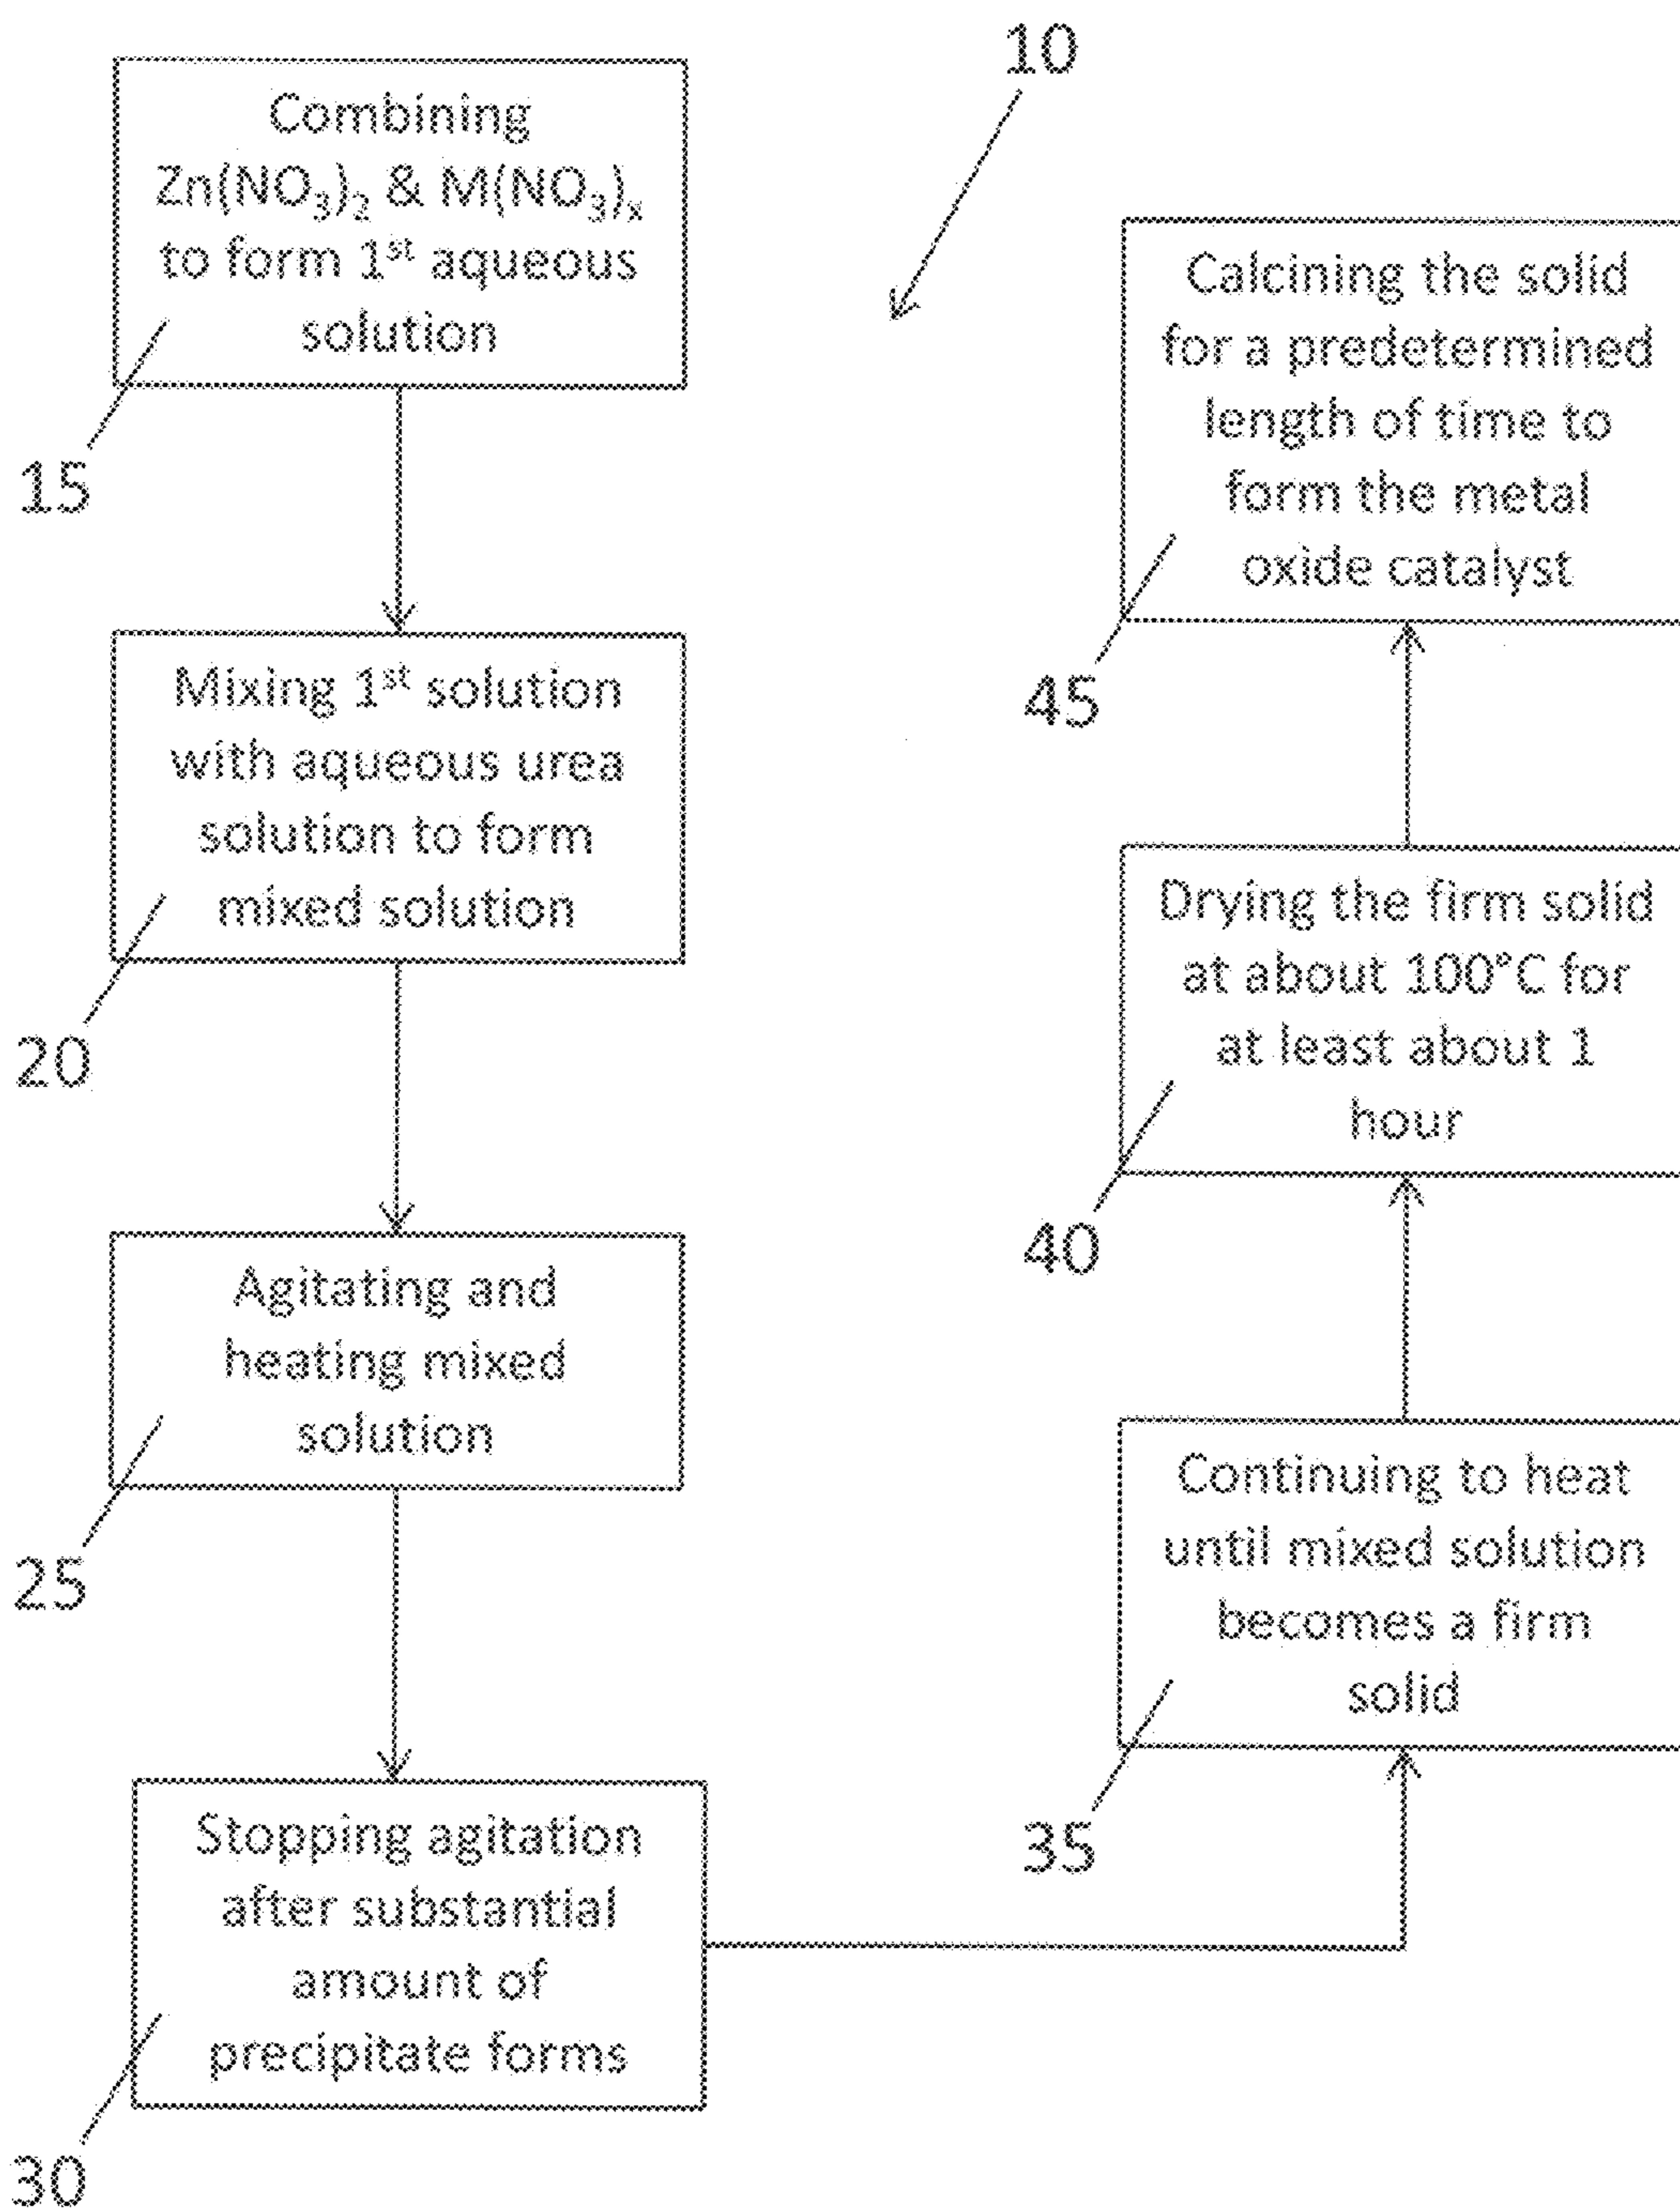 10
Combining
Zn(NO₃)₂ & M(NO₃)ₓ
to form 1ˢᵗ aqueous
solution
15
Mixing 1ˢᵗ solution
with aqueous urea
solution to form
mixed solution
20
Agitating and
heating mixed
solution
25
Stopping agitation
after substantial
amount of
precipitate forms
30
Continuing to heat
until mixed solution
becomes a firm
solid
35
Drying the firm solid
at about 100°C for
at least about 1
hour
40
Calcining the solid
for a predetermined
length of time to
form the metal
oxide catalyst
45